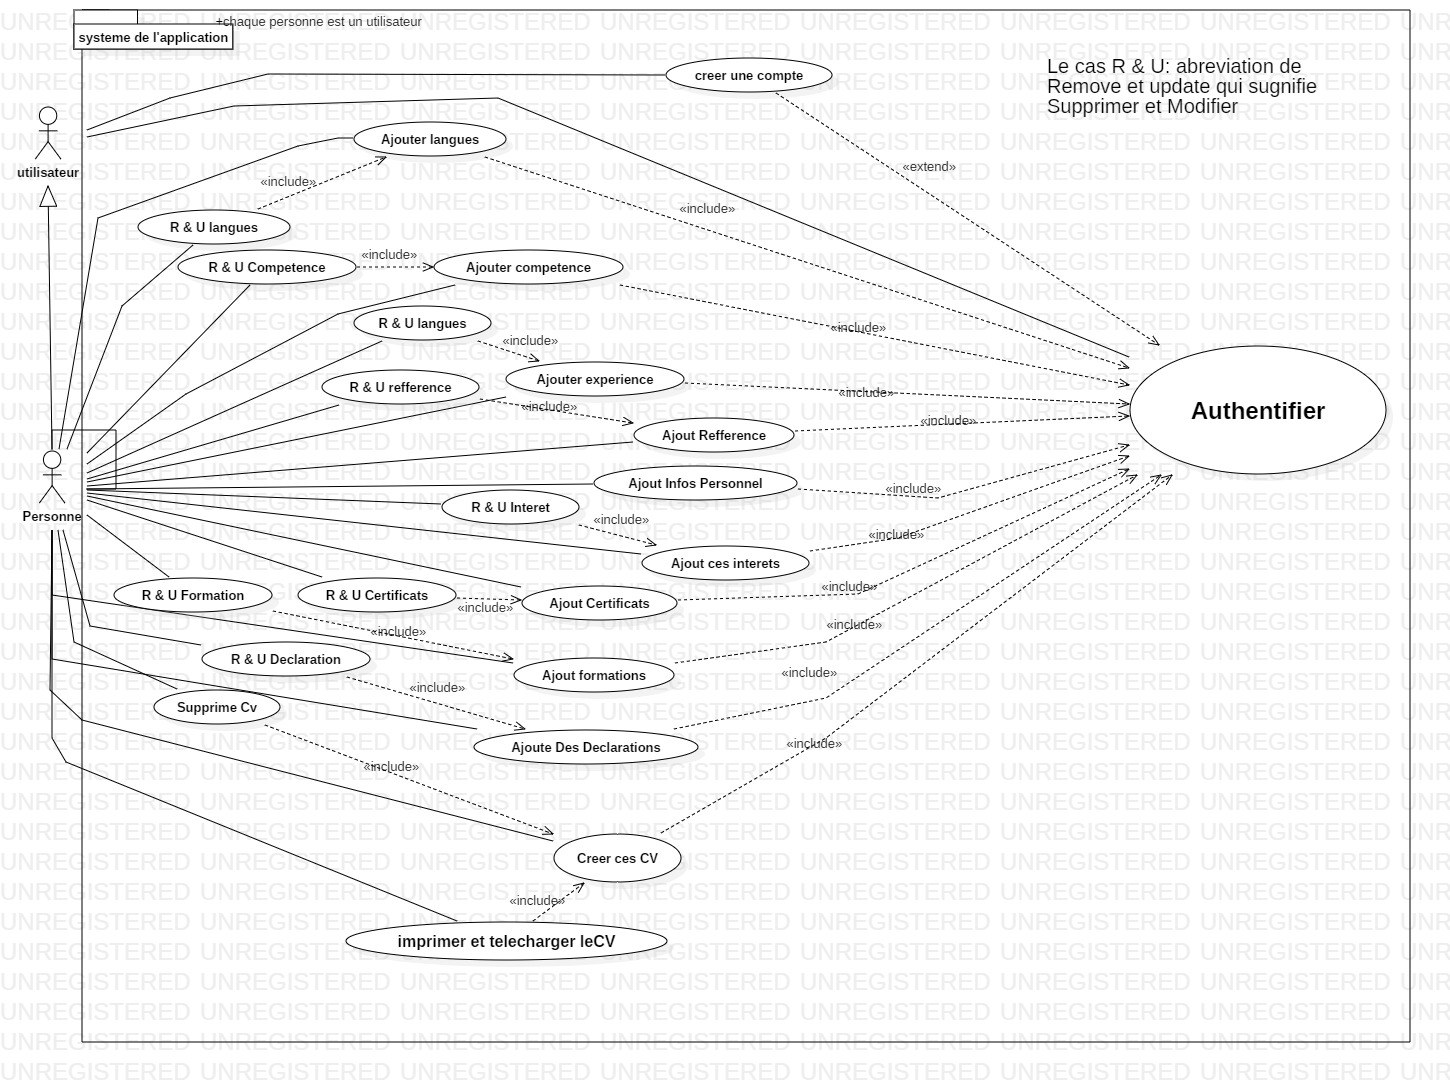 +chaque personne est un utilisateur
systeme de l'application
Le cas R & U: abreviation de
Remove et update qui sugnifie
Supprimer et Modifier
creer une compte
utilisateur
Ajouter langues
«extend»
«include»
«include»
R & U langues
«include»
R & U Competence
Ajouter competence
R & U langues
«include»
«include»
Ajouter experience
R & U refference
«include»
«include»
Authentifier
«include»
Ajout Refference
Ajout Infos Personnel
«include»
R & U Interet
Personne
«include»
«include»
Ajout ces interets
«include»
R & U Formation
R & U Certificats
Ajout Certificats
«include»
«include»
«include»
R & U Declaration
Ajout formations
«include»
«include»
Supprime Cv
Ajoute Des Declarations
«include»
«include»
Creer ces CV
«include»
imprimer et telecharger leCV
UNREGISTERED